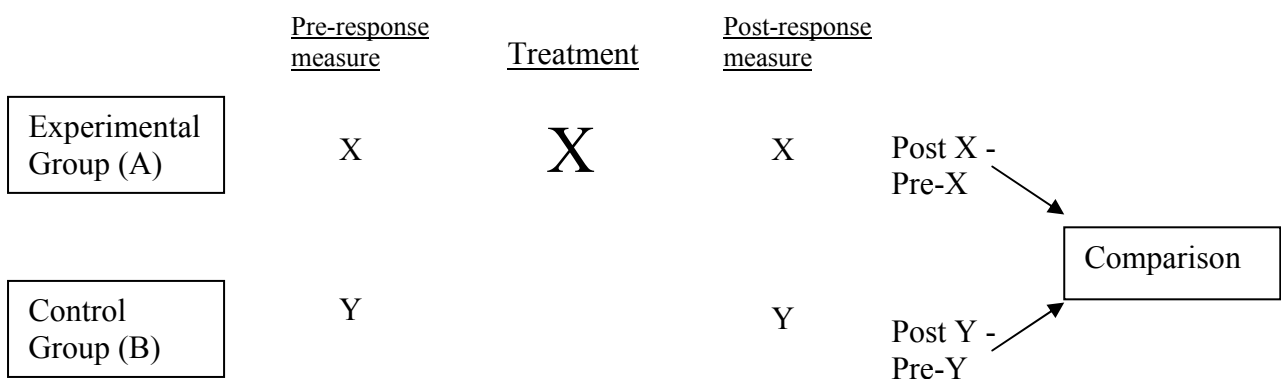 Pre-response
measure
Treatment
Post-response
measure
Experimental
Group (A)
X
X
X
Post X -
Pre-X
Comparison
Control
Group (B)
Y
Y
Post Y -
Pre-Y